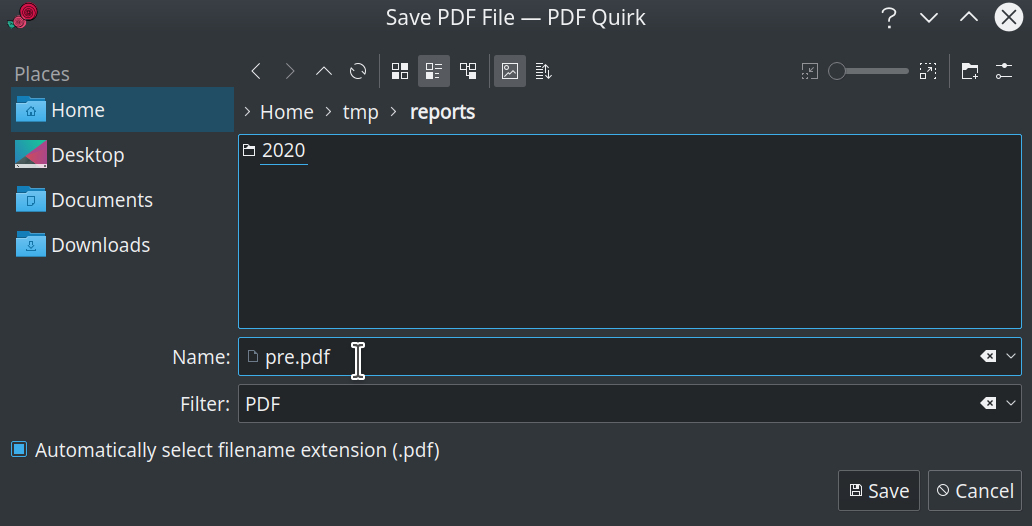 Save PDF File — PDF Quirk
Places
Home
Desktop
Documents
Downloads
> Home > tmp > reports
2020
Name: pre.pdf
Filter: PDF
Automatically select filename extension (.pdf)
Save
Cancel